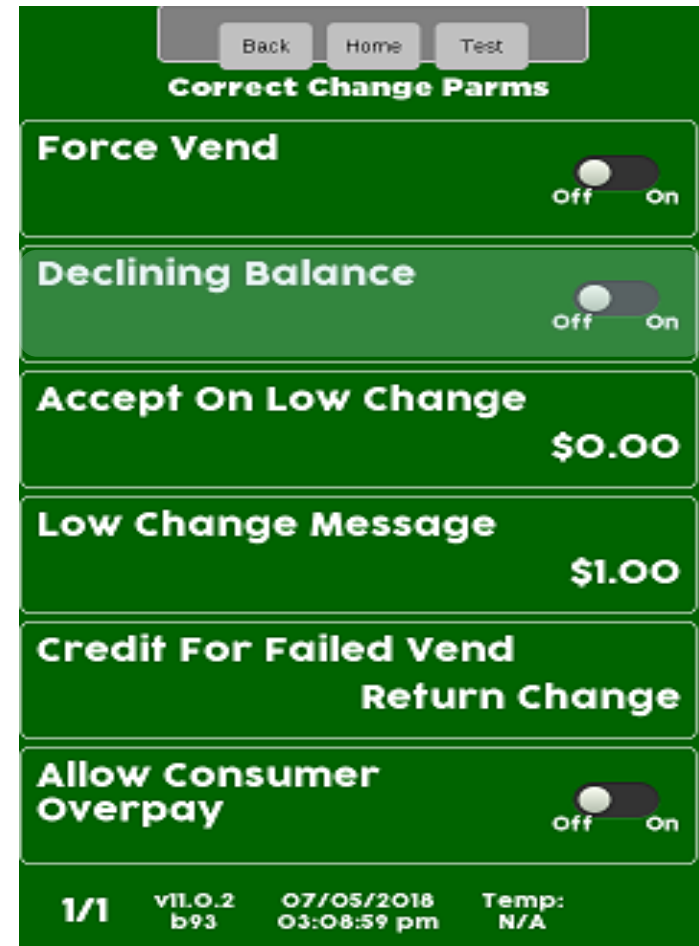 Back Home Test
Correct Change Parms
Force Vend
Off On
Declining Balance
Off On
Accept On Low Change
$0.00
Low Change Message
$1.00
Credit For Failed Vend
Return Change
Allow Consumer
Overpay
Off On
1/1 v11.0.2 07/05/2018 Temp:
b93 03:08:59 pm N/A